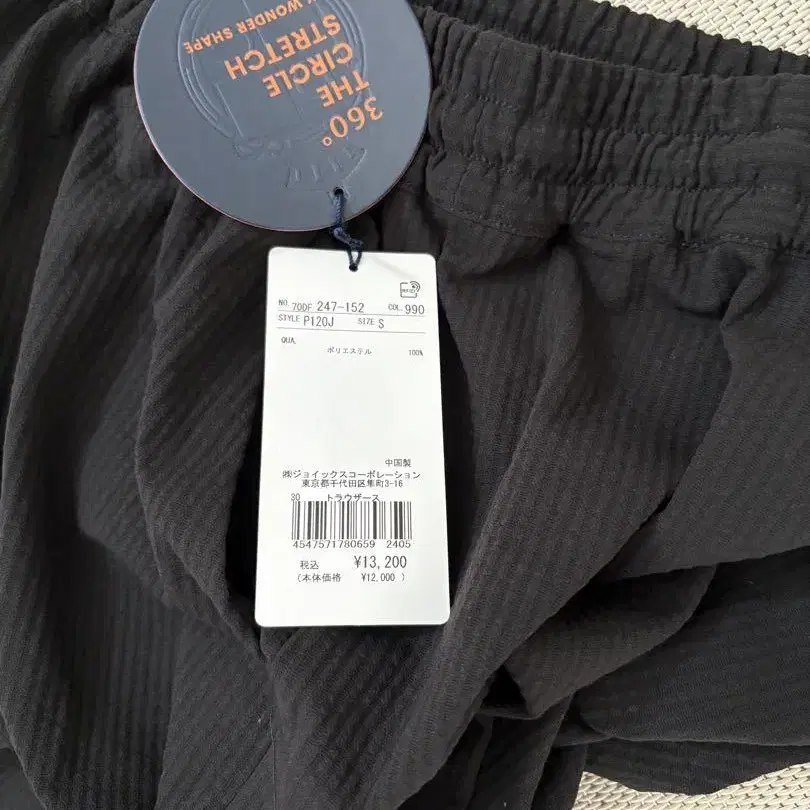 360°
THE
CIRCLE
STRETCH
WONDER SHAPE
RFID
NO. 70DF 247-152 COL. 990
STYLE P120J SIZE S
QUA.
ポリエステル 100%
中国製
㈱ジョイックスコーポレーション
東京都千代田区隼町3-16
30 トラウザース
4547571780659 2405
税込 ¥13,200
(本体価格 ¥12,000 )